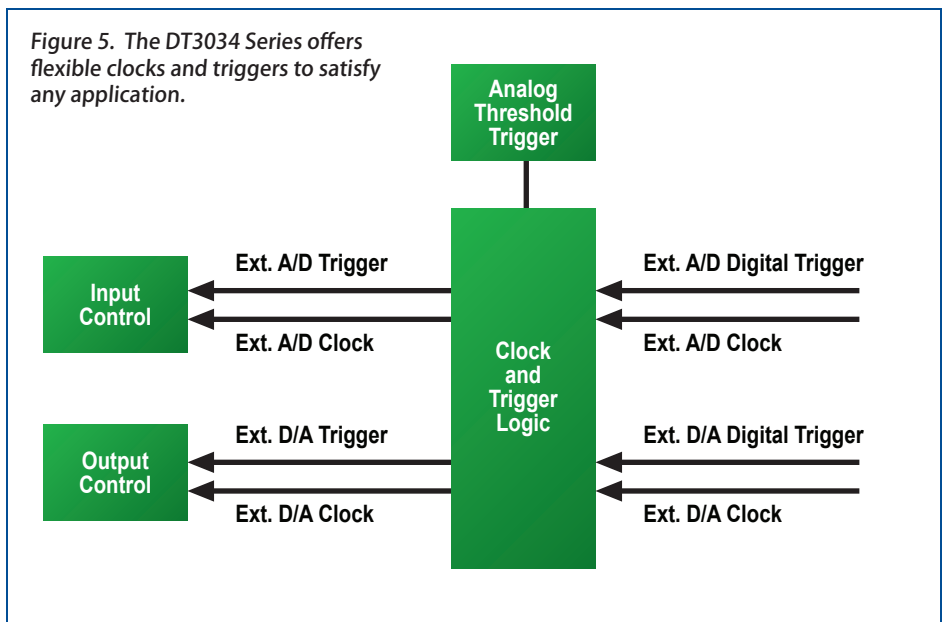 Figure 5. The DT3034 Series offers
flexible clocks and triggers to satisfy
any application.
Analog
Threshold
Trigger
Ext. A/D Trigger
Ext. A/D Digital Trigger
Input
Control
Ext. A/D Clock
Ext. A/D Clock
Clock
and
Trigger
Logic
Ext. D/A Trigger
Ext. D/A Digital Trigger
Output
Control
Ext. D/A Clock
Ext. D/A Clock